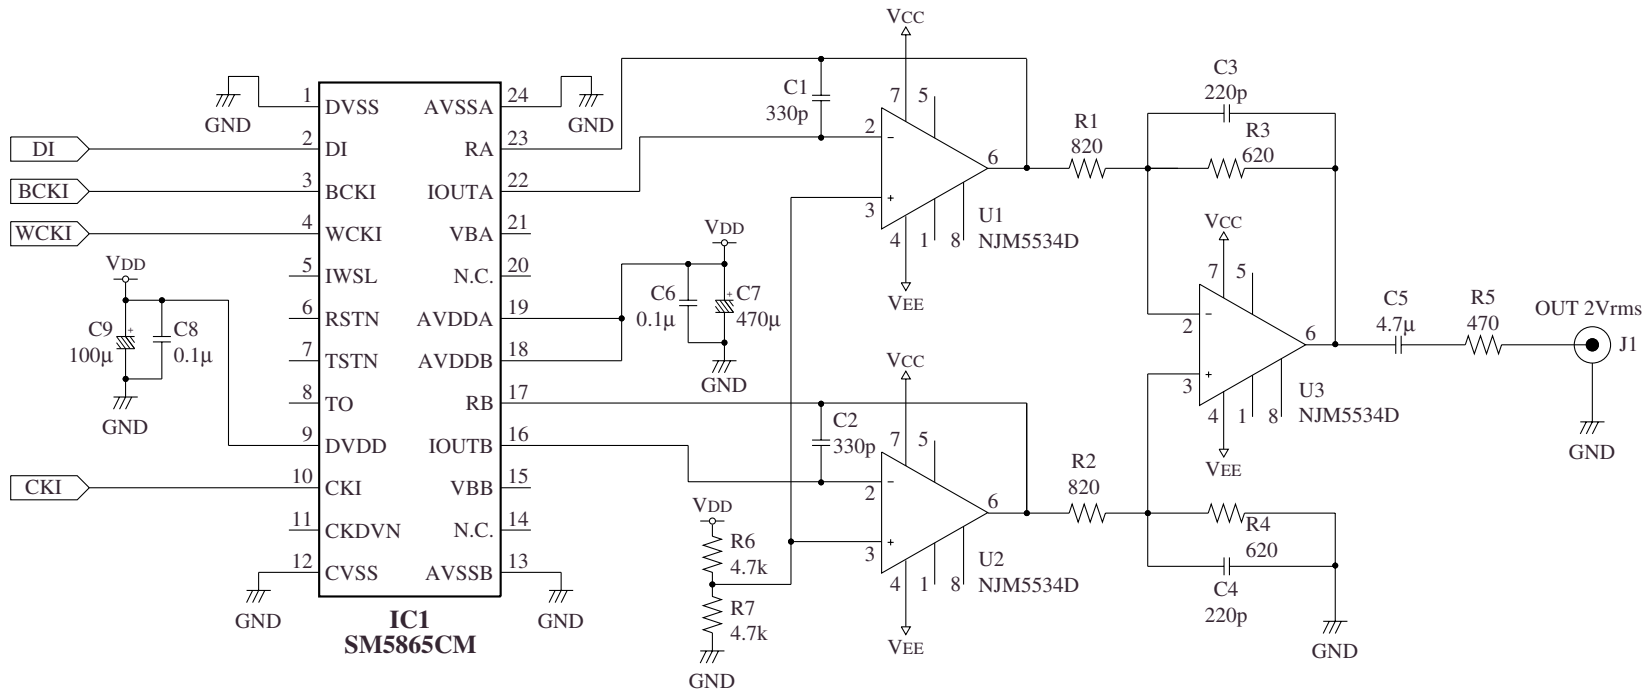 VCC
C1
330p
7
5
2
−
+
3
6
4
1
8
U1
NJM5534D
VEE
R1
820
C3
220p
R3
620
GND
1
DVSS
AVSSA
24
GND
DI
2
DI
RA
23
BCKI
3
BCKI
IOUTA
22
WCKI
4
WCKI
VBA
21
5
IWSL
N.C.
20
6
RSTN
AVDDA
19
7
TSTN
AVDDB
18
8
TO
RB
17
9
DVDD
IOUTB
16
CKI
10
CKI
VBB
15
11
CKDVN
N.C.
14
12
CVSS
AVSSB
13
GND
GND
IC1
SM5865CM
VDD
C9
+
100μ
C8
0.1μ
GND
VDD
C6
0.1μ
+
C7
470μ
GND
VCC
C2
330p
7
5
−
2
+
3
6
4
1
8
U2
NJM5534D
VEE
VDD
R6
4.7k
R7
4.7k
GND
VCC
7
5
−
2
+
3
6
4
1
8
U3
NJM5534D
VEE
R2
820
R4
620
C4
220p
GND
C5
4.7μ
R5
470
OUT 2Vrms
J1
GND